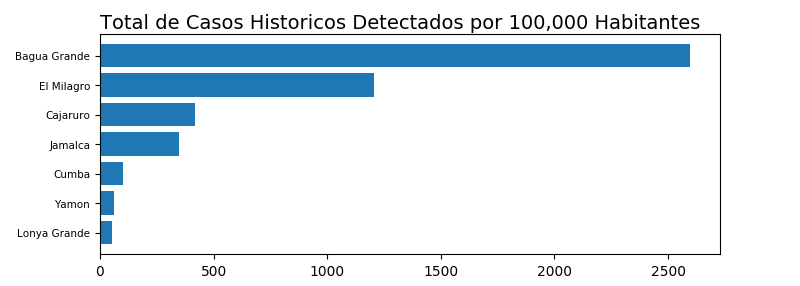 Total de Casos Historicos Detectados por 100,000 Habitantes
Bagua Grande
El Milagro
Cajaruro
Jamalca
Cumba
Yamon
Lonya Grande
0 500 1000 1500 2000 2500